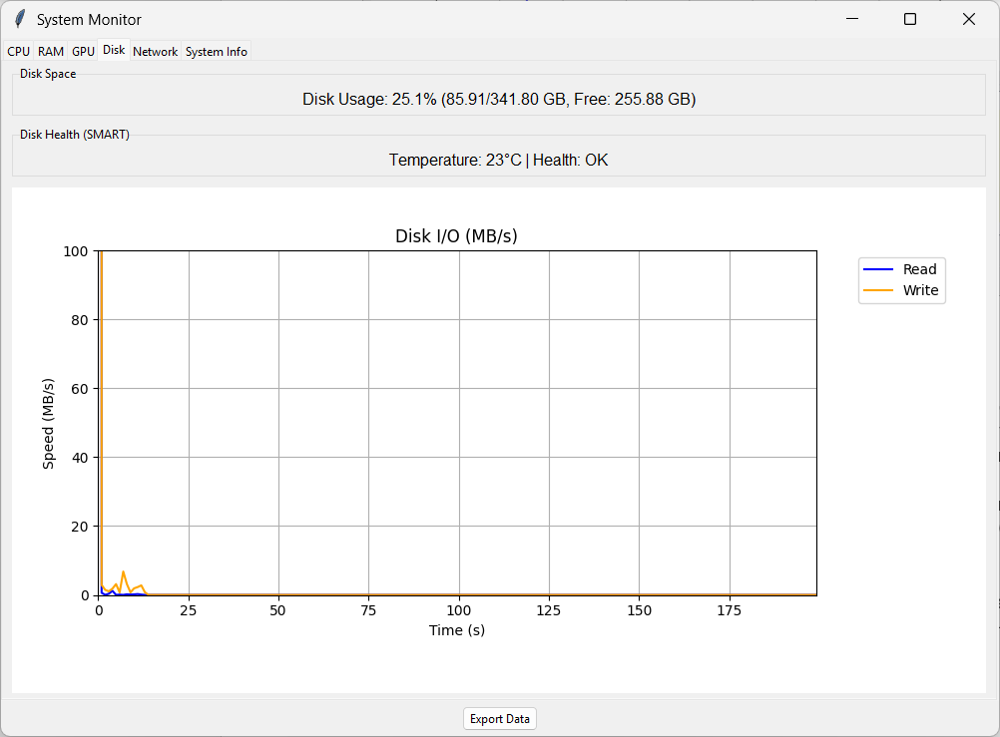 System Monitor
CPU RAM GPU Disk Network System Info
Disk Space
Disk Usage: 25.1% (85.91/341.80 GB, Free: 255.88 GB)
Disk Health (SMART)
Temperature: 23°C | Health: OK
Disk I/O (MB/s)
100
80
60
40
20
0
Speed (MB/s)
0 25 50 75 100 125 150 175
Time (s)
Read
Write
Export Data